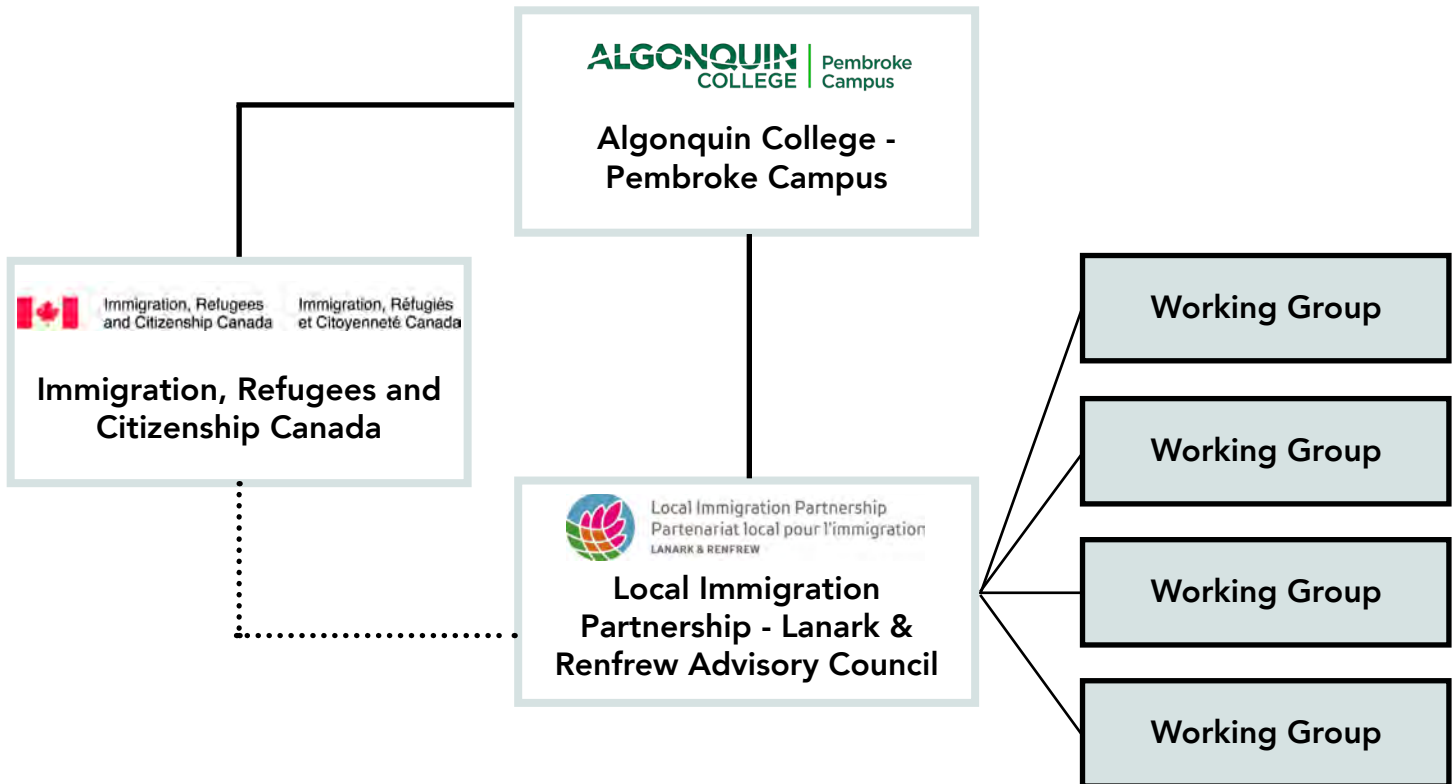 ALGONQUIN
COLLEGE
Pembroke
Campus
Algonquin College -
Pembroke Campus
Immigration, Refugees
and Citizenship Canada
Immigration, Réfugiés
et Citoyenneté Canada
Immigration, Refugees and
Citizenship Canada
Local Immigration Partnership
Partenariat local pour l'immigration
LANARK & RENFREW
Local Immigration
Partnership - Lanark &
Renfrew Advisory Council
Working Group
Working Group
Working Group
Working Group